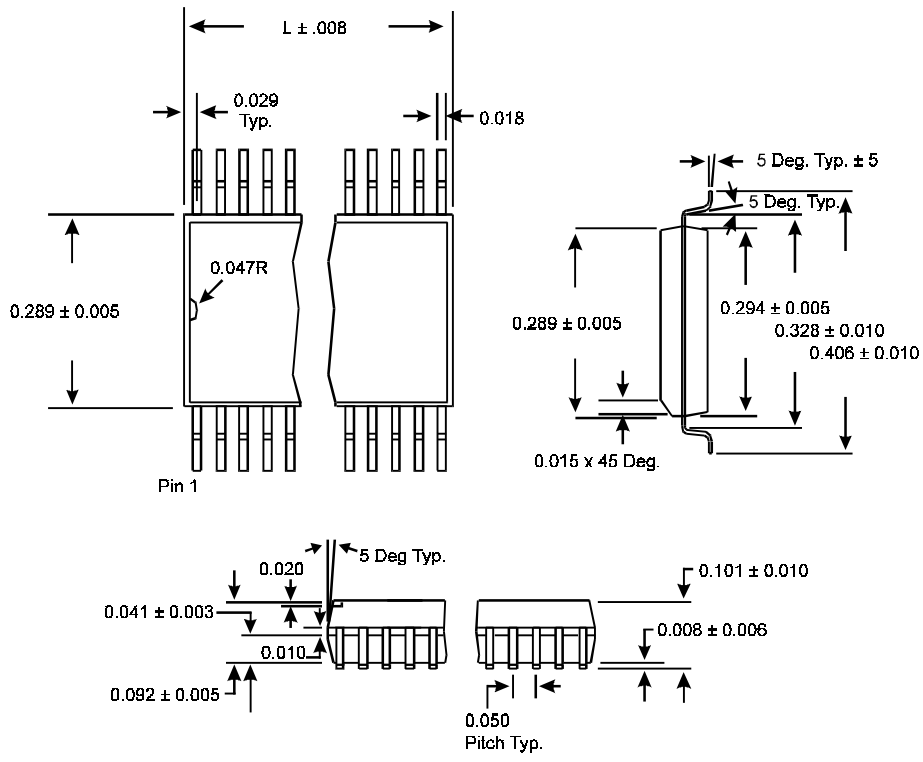 L ± .008
0.029
Typ.
0.018
5 Deg. Typ. ± 5
5 Deg. Typ.
0.047R
0.289 ± 0.005
0.289 ± 0.005
0.294 ± 0.005
0.328 ± 0.010
0.406 ± 0.010
0.015 x 45 Deg.
Pin 1
5 Deg Typ.
0.020
0.101 ± 0.010
0.041 ± 0.003
0.008 ± 0.006
0.010
0.092 ± 0.005
0.050
Pitch Typ.